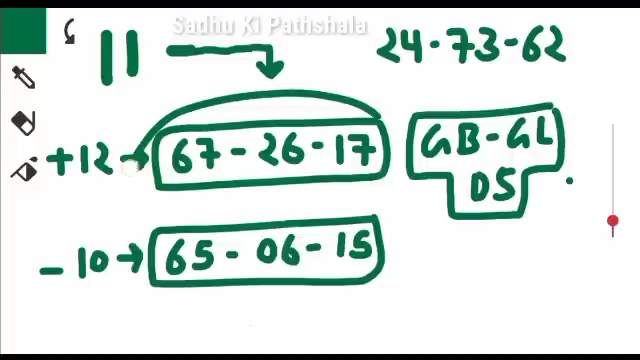 Sadhu Ki Pathshala
11 24-73-62
+12 → 67-26-17 GB-GL
DS
-10 → 65-06-15